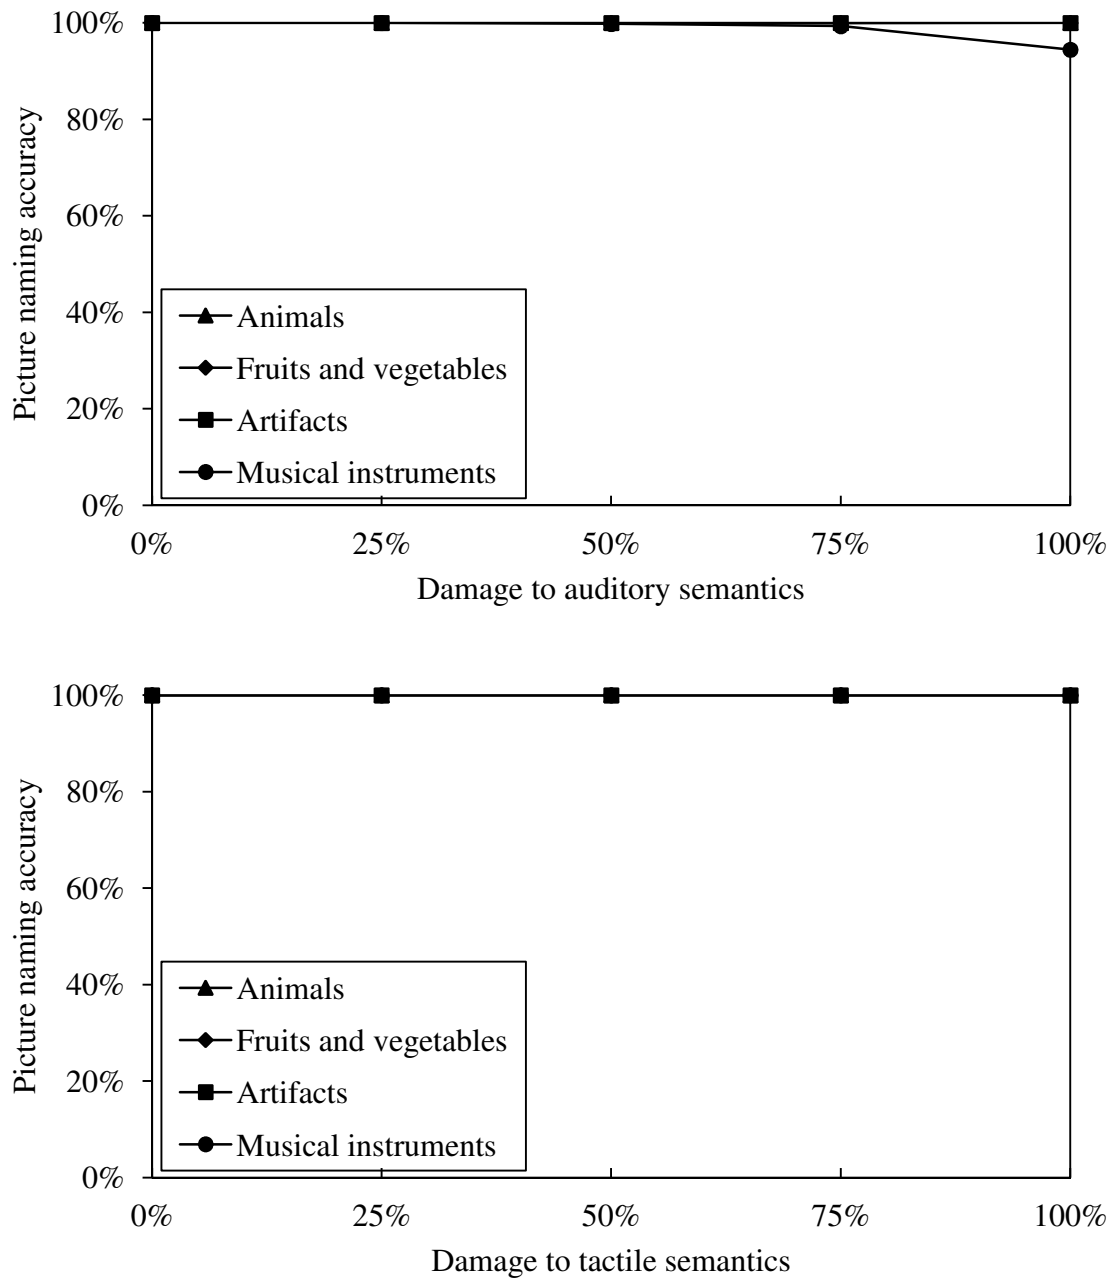 100%
80%
60%
40%
20%
0%
Picture naming accuracy
Animals
Fruits and vegetables
Artifacts
Musical instruments
0% 25% 50% 75% 100%
Damage to auditory semantics
100%
80%
60%
40%
20%
0%
Picture naming accuracy
Animals
Fruits and vegetables
Artifacts
Musical instruments
0% 25% 50% 75% 100%
Damage to tactile semantics